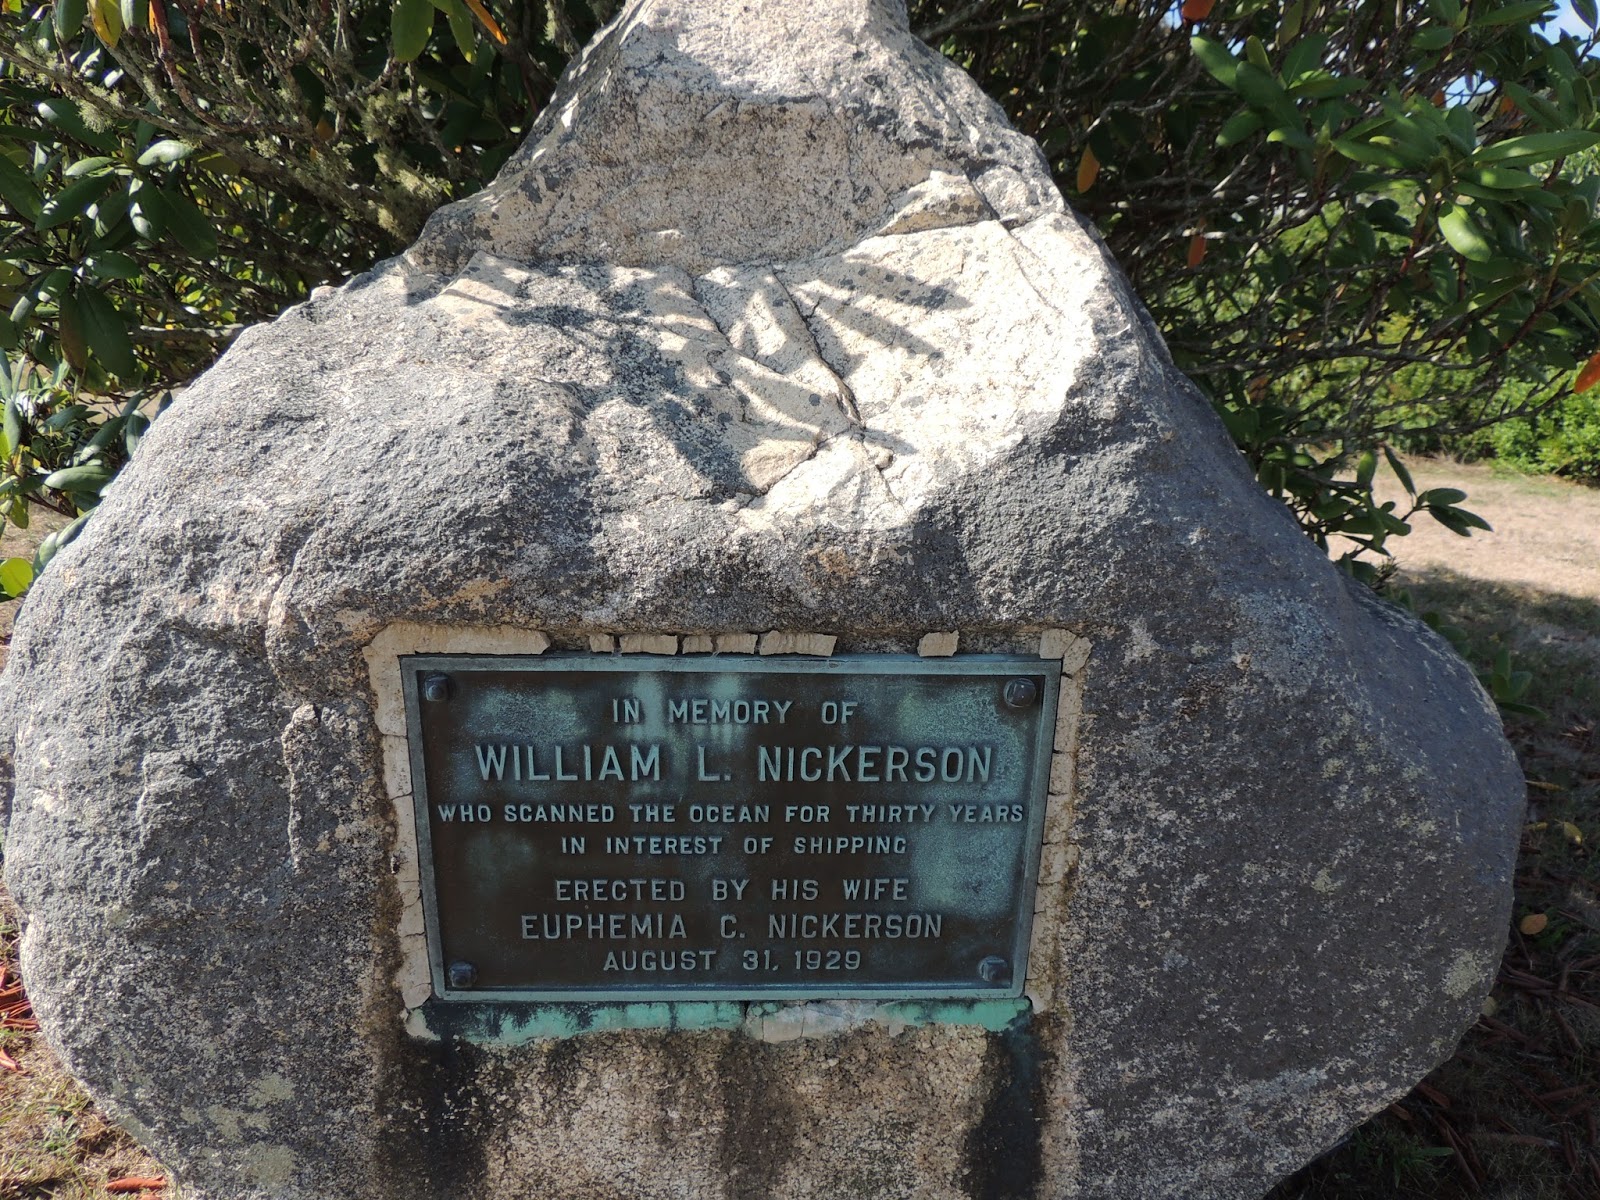 IN MEMORY OF
WILLIAM L. NICKERSON
WHO SCANNED THE OCEAN FOR THIRTY YEARS
IN INTEREST OF SHIPPING
ERECTED BY HIS WIFE
EUPHEMIA C. NICKERSON
AUGUST 31, 1929